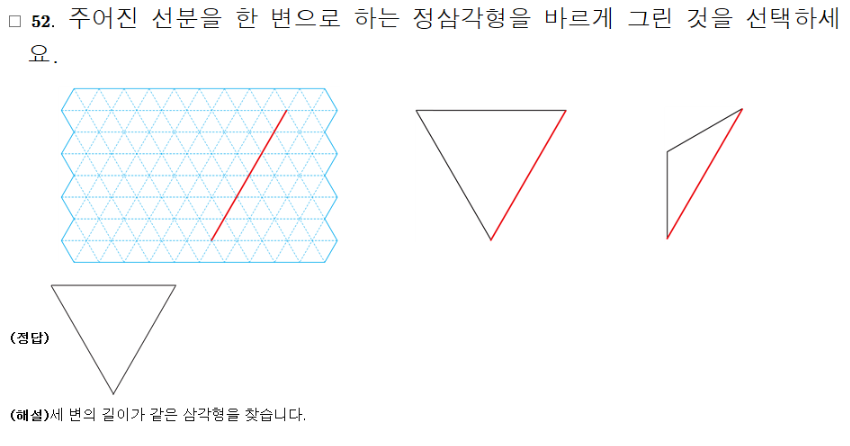 □ 52. 주어진 선분을 한 변으로 하는 정삼각형을 바르게 그린 것을 선택하세
요.
(정답)
(해설)세 변의 길이가 같은 삼각형을 찾습니다.